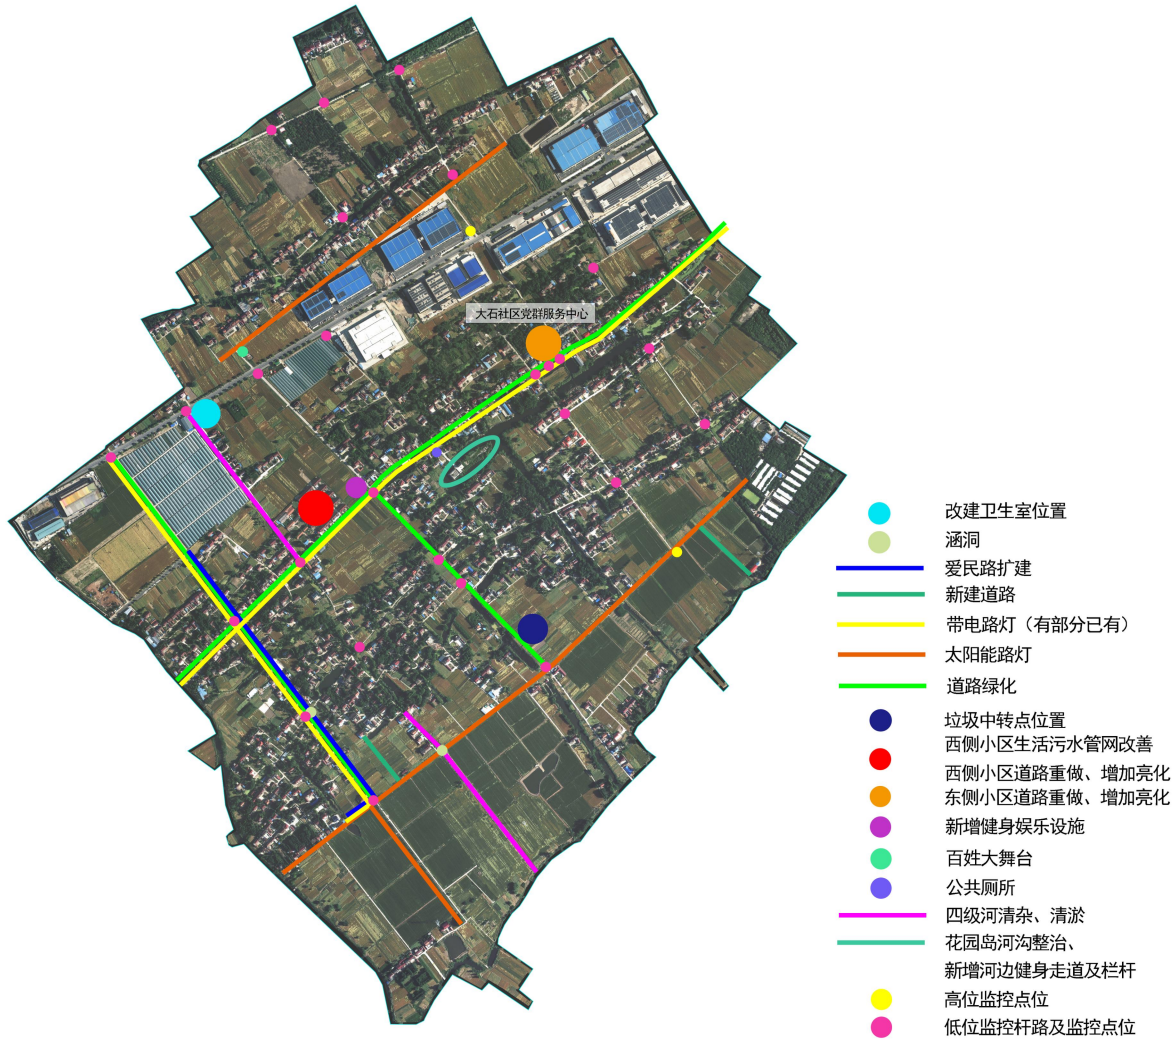 大石社区党群服务中心
改建卫生室位置
涵洞
爱民路扩建
新建道路
带电路灯（有部分已有）
太阳能路灯
道路绿化
垃圾中转点位置
西侧小区生活污水管网改善
西侧小区道路重做、增加亮化
东侧小区道路重做、增加亮化
新增健身娱乐设施
百姓大舞台
公共厕所
四级河清杂、清淤
花园岛河沟整治、
新增河边健身走道及栏杆
高位监控点位
低位监控杆路及监控点位